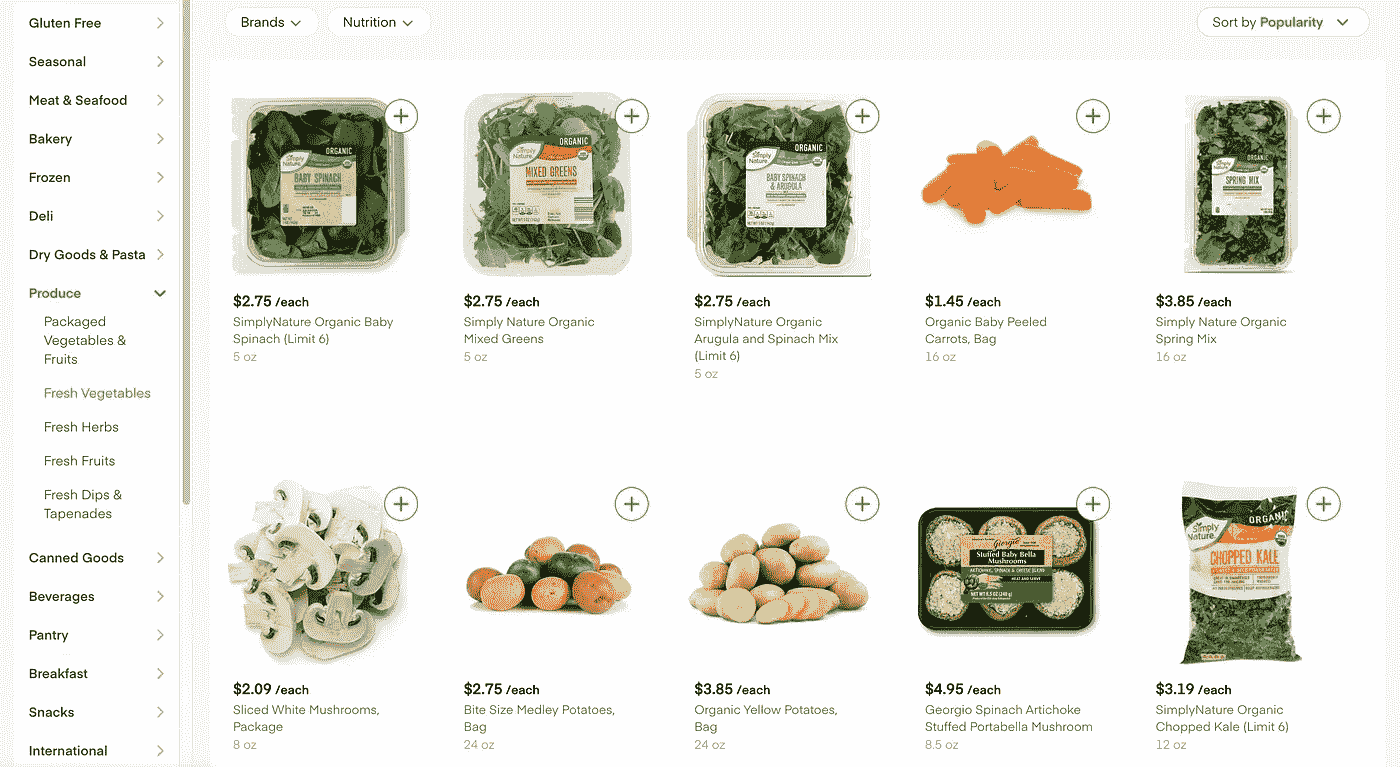 Gluten Free
Seasonal
Meat & Seafood
Bakery
Frozen
Deli
Dry Goods & Pasta
Produce
Packaged
Vegetables &
Fruits
Fresh Vegetables
Fresh Herbs
Fresh Fruits
Fresh Dips &
Tapenades
Canned Goods
Beverages
Pantry
Breakfast
Snacks
International
Brands
Nutrition
Sort by Popularity
ORGANIC
Simply
Nature
BABY SPINACH
$2.75 /each
SimplyNature Organic Baby
Spinach (Limit 6)
5 oz
ORGANIC
Simply
Nature
MIXED GREENS
$2.75 /each
Simply Nature Organic
Mixed Greens
5 oz
ORGANIC
Simply
Nature
BABY SPINACH
& ARUGULA
$2.75 /each
SimplyNature Organic
Arugula and Spinach Mix
(Limit 6)
5 oz
$1.45 /each
Organic Baby Peeled
Carrots, Bag
16 oz
ORGANIC
Simply
Nature
SPRING MIX
$3.85 /each
Simply Nature Organic
Spring Mix
16 oz
$2.09 /each
Sliced White Mushrooms,
Package
8 oz
$2.75 /each
Bite Size Medley Potatoes,
Bag
24 oz
$3.85 /each
Organic Yellow Potatoes,
Bag
24 oz
Giorgio
Stuffed Baby Bella
Mushrooms
ARTICHOKE, SPINACH & CHEESE BLEND
HEAT AND SERVE
NET WT 8.5 OZ (240 g)
$4.95 /each
Georgio Spinach Artichoke
Stuffed Portabella Mushroom
8.5 oz
ORGANIC
Simply
Nature
CHOPPED KALE
$3.19 /each
SimplyNature Organic
Chopped Kale (Limit 6)
12 oz